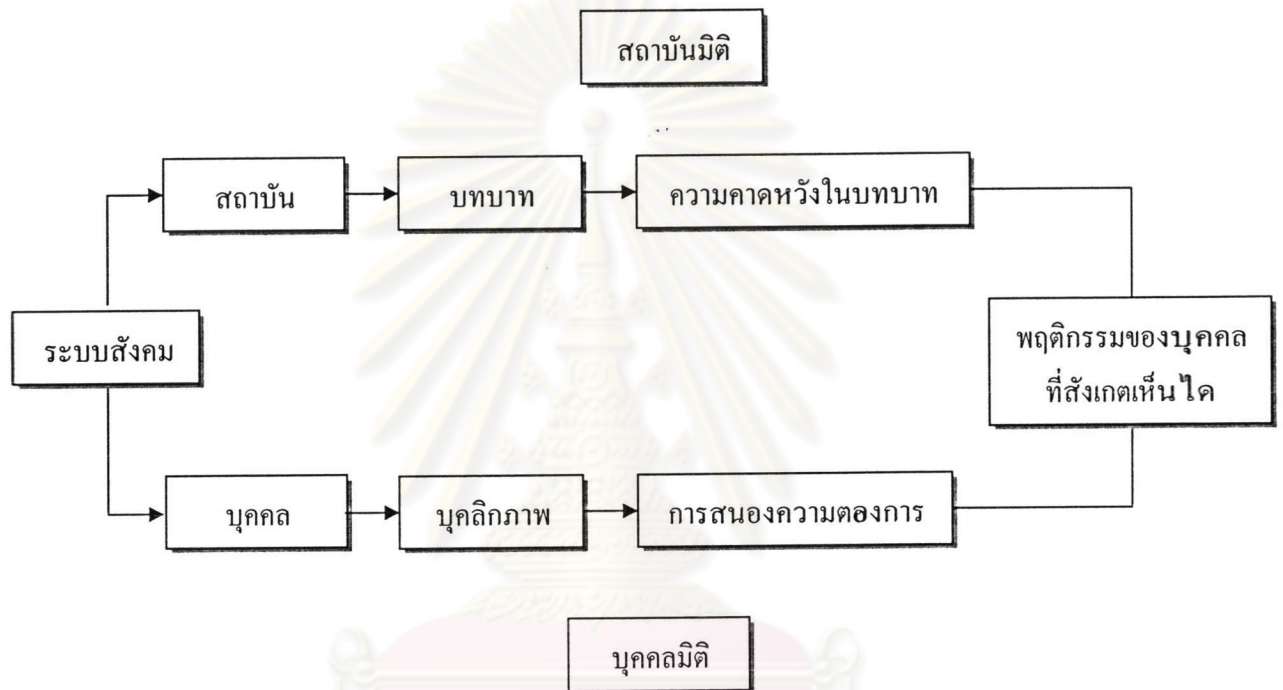 สถาบันมิติ
สถาบัน
บทบาท
ความคาดหวังในบทบาท
ระบบสังคม
พฤติกรรมของบุคคล
ที่สังเกตเห็นได
บุคคล
บุคลิกภาพ
การสนองความตองการ
บุคคลมิติ